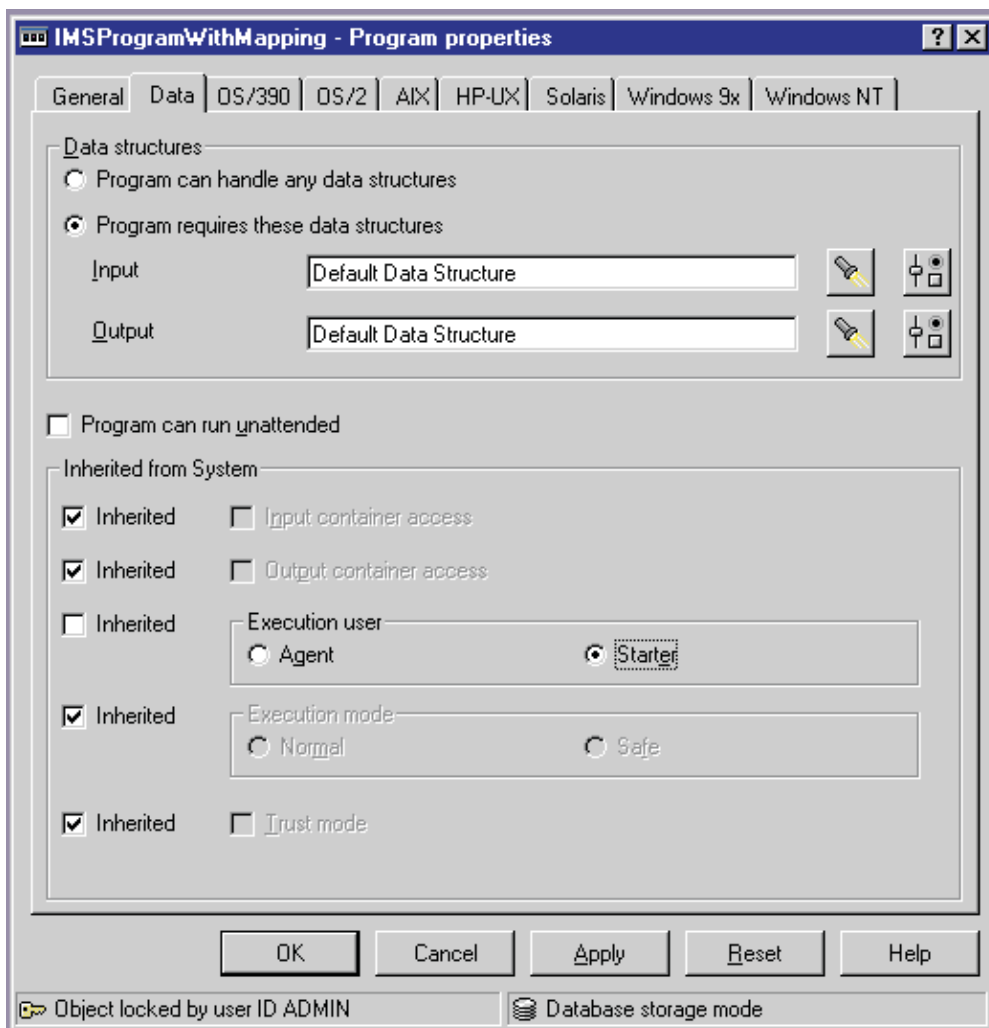 IMSProgramWithMapping - Program properties
General Data OS/390 OS/2 AIX HP-UX Solaris Windows 9x Windows NT
Data structures
Program can handle any data structures
Program requires these data structures
Input Default Data Structure
Output Default Data Structure
Program can run unattended
Inherited from System
Inherited Input container access
Inherited Output container access
Inherited Execution user
Agent Starter
Inherited Execution mode
Normal Safe
Inherited Trust mode
OK Cancel Apply Reset Help
Object locked by user ID ADMIN Database storage mode